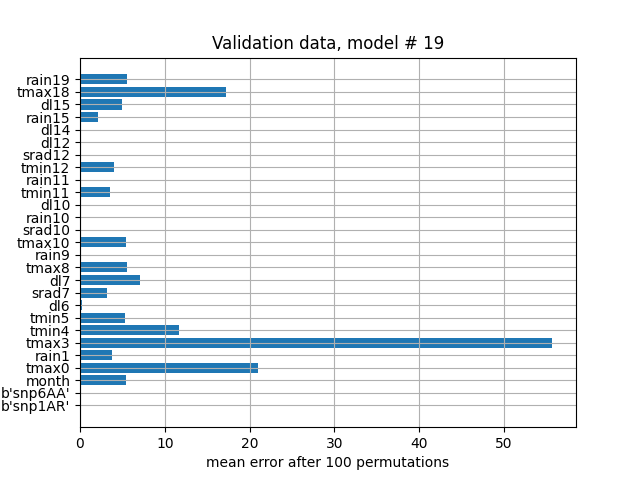 Validation data, model # 19
rain19
tmax18
dl15
rain15
dl14
dl12
srad12
tmin12
rain11
tmin11
dl10
rain10
srad10
tmax10
rain9
tmax8
dl7
srad7
dl6
tmin5
tmin4
tmax3
rain1
tmax0
month
b'snp6AA'
b'snp1AR'
0 10 20 30 40 50
mean error after 100 permutations